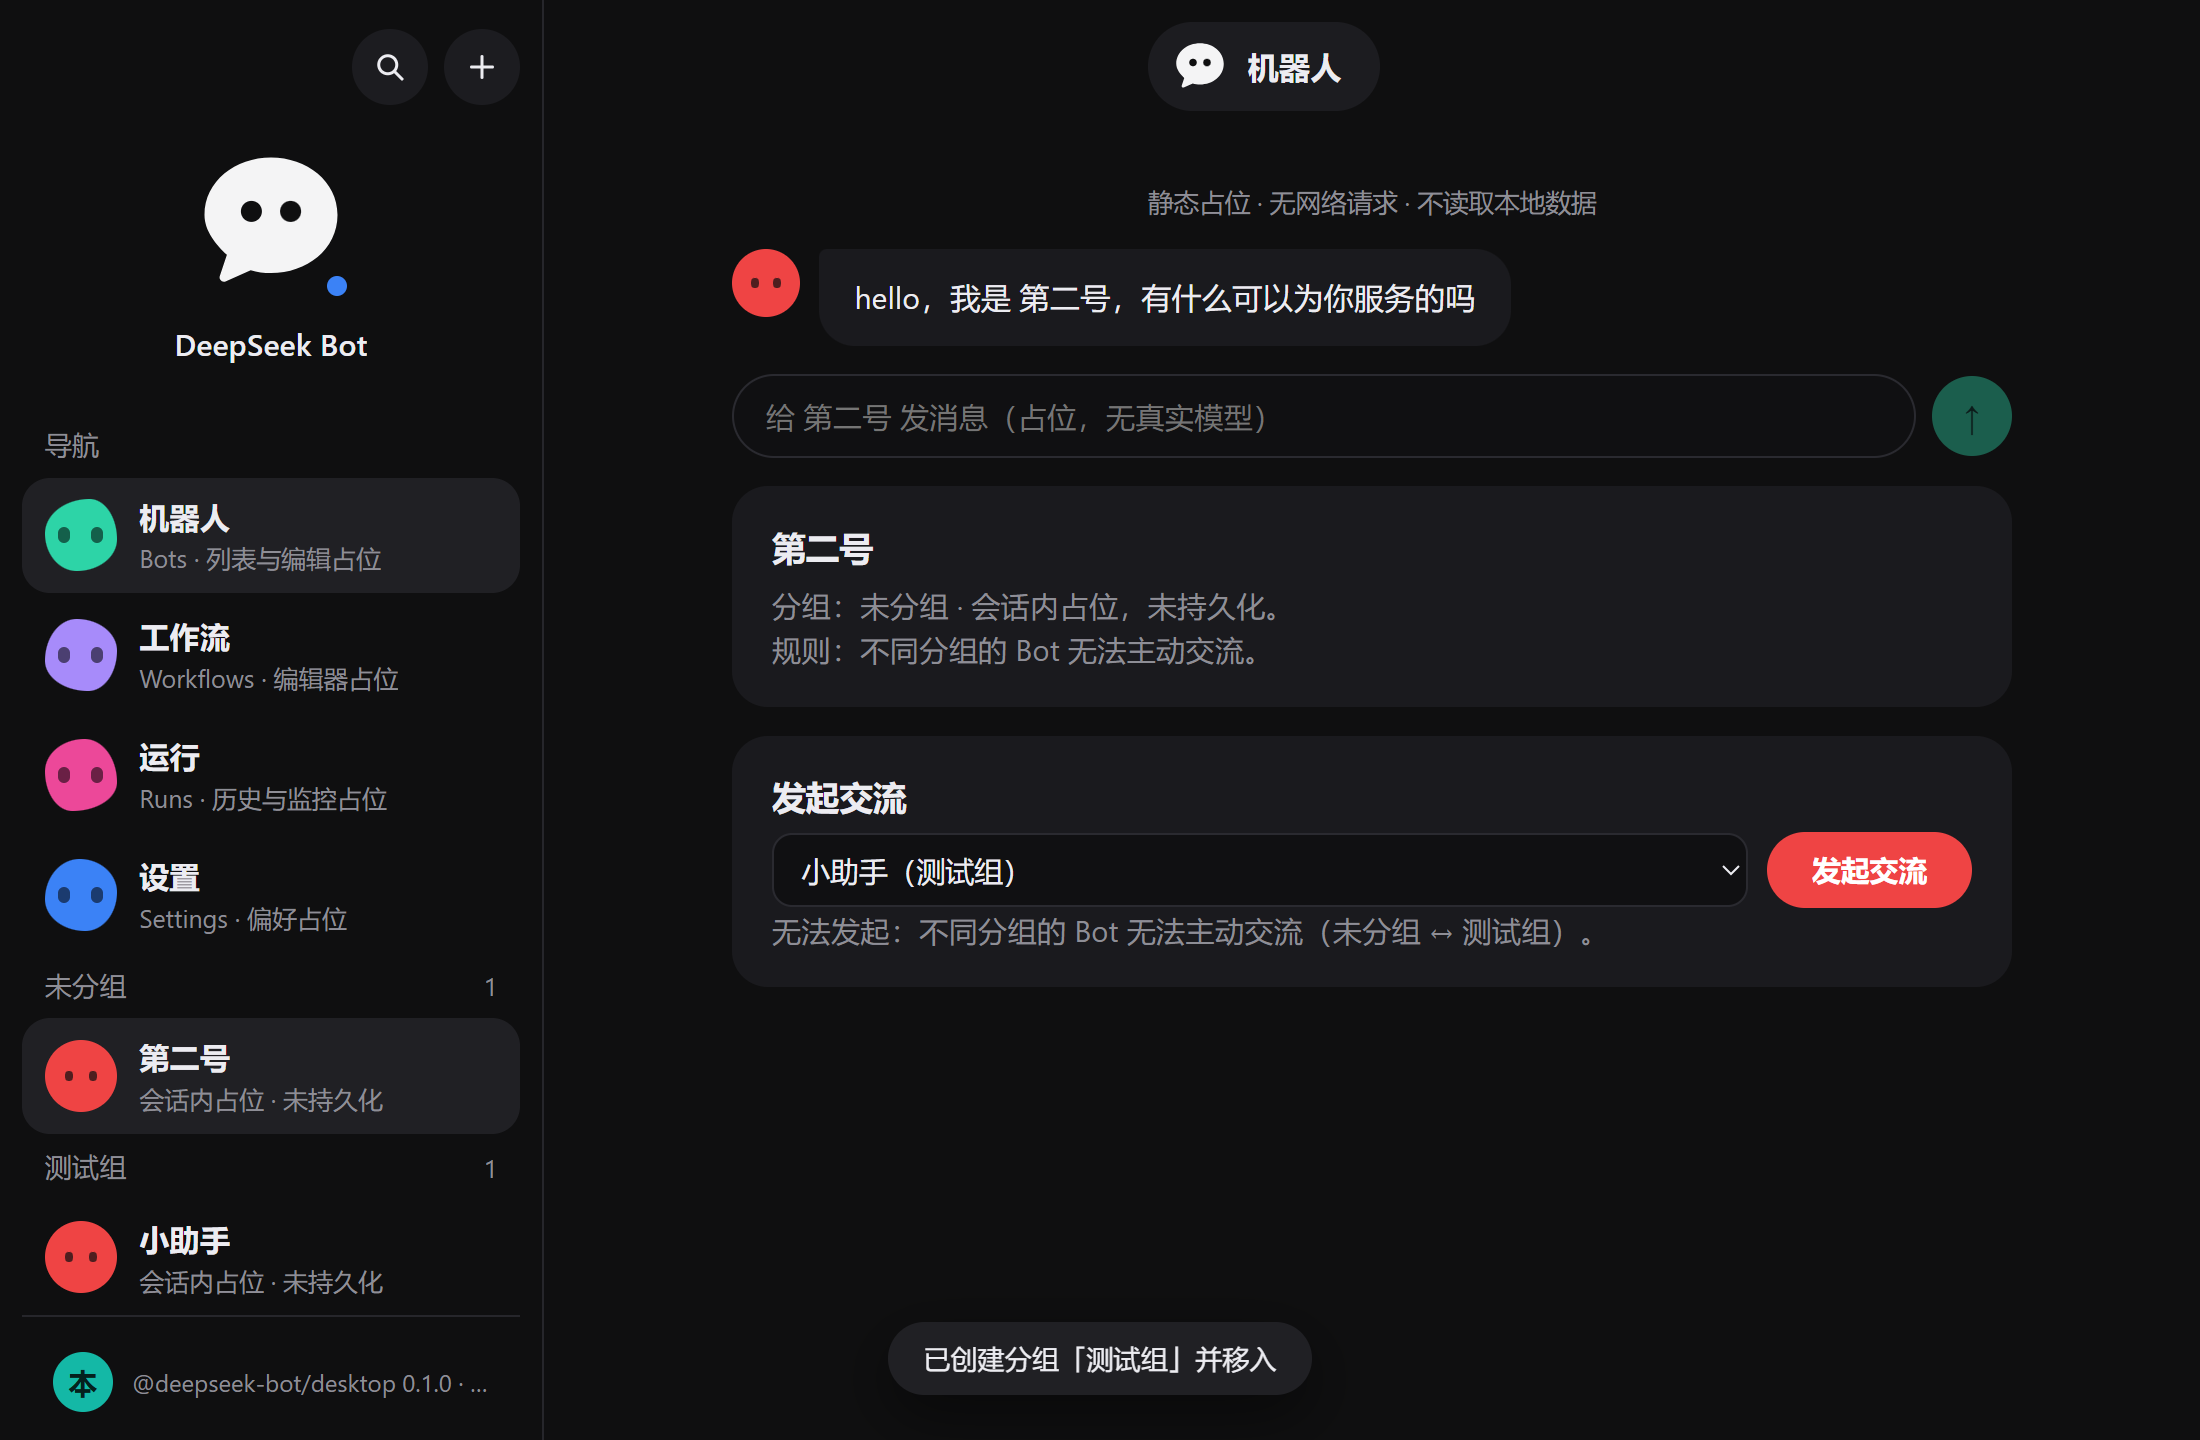 DeepSeek Bot
导航
机器人
Bots · 列表与编辑占位
工作流
Workflows · 编辑器占位
运行
Runs · 历史与监控占位
设置
Settings · 偏好占位
未分组 1
第二号
会话内占位 · 未持久化
测试组 1
小助手
会话内占位 · 未持久化
本 @deepseek-bot/desktop 0.1.0 · ...
机器人
静态占位 · 无网络请求 · 不读取本地数据
hello，我是 第二号，有什么可以为你服务的吗
给 第二号 发消息（占位，无真实模型）
↑
第二号
分组：未分组 · 会话内占位，未持久化。
规则：不同分组的 Bot 无法主动交流。
发起交流
小助手（测试组） 发起交流
无法发起：不同分组的 Bot 无法主动交流（未分组 ↔ 测试组）。
已创建分组「测试组」并移入